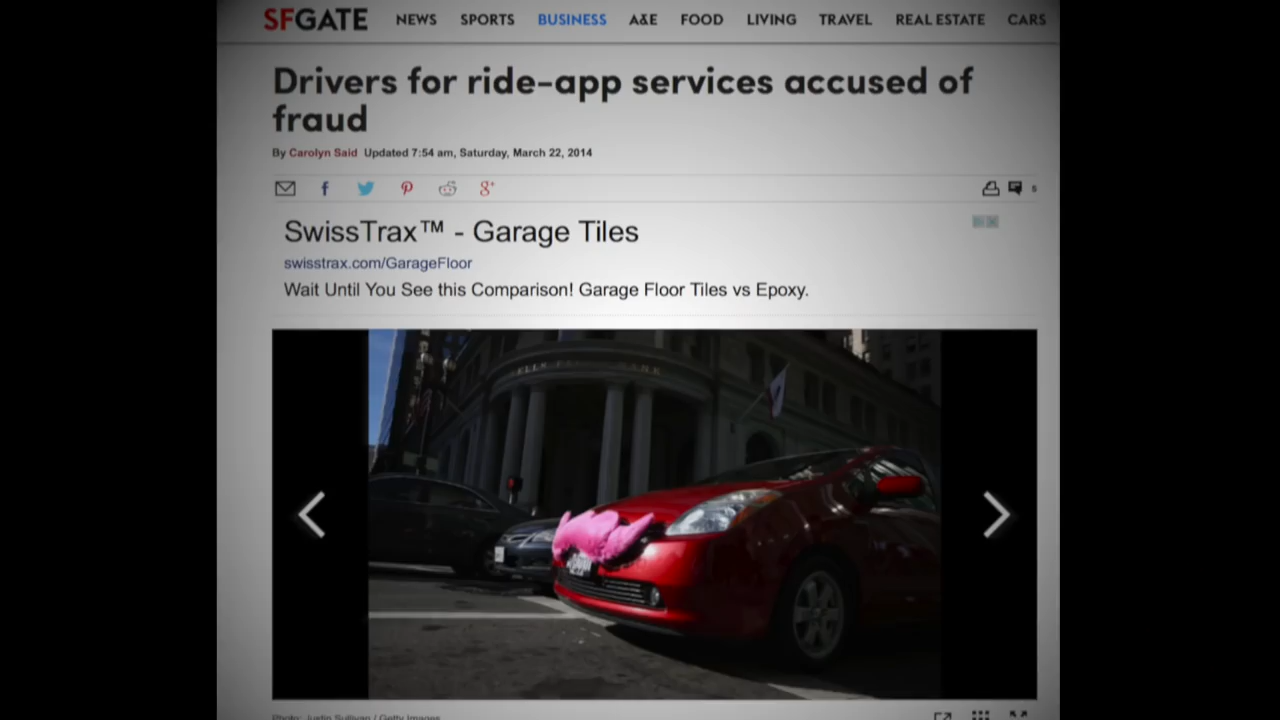 SFGATE NEWS SPORTS BUSINESS A&E FOOD LIVING TRAVEL REAL ESTATE CARS
Drivers for ride-app services accused of
fraud
By Carolyn Said Updated 7:54 am, Saturday, March 22, 2014
5
SwissTrax™ - Garage Tiles
swisstrax.com/GarageFloor
Wait Until You See this Comparison! Garage Floor Tiles vs Epoxy.
Photo: Justin Sullivan / Getty Images